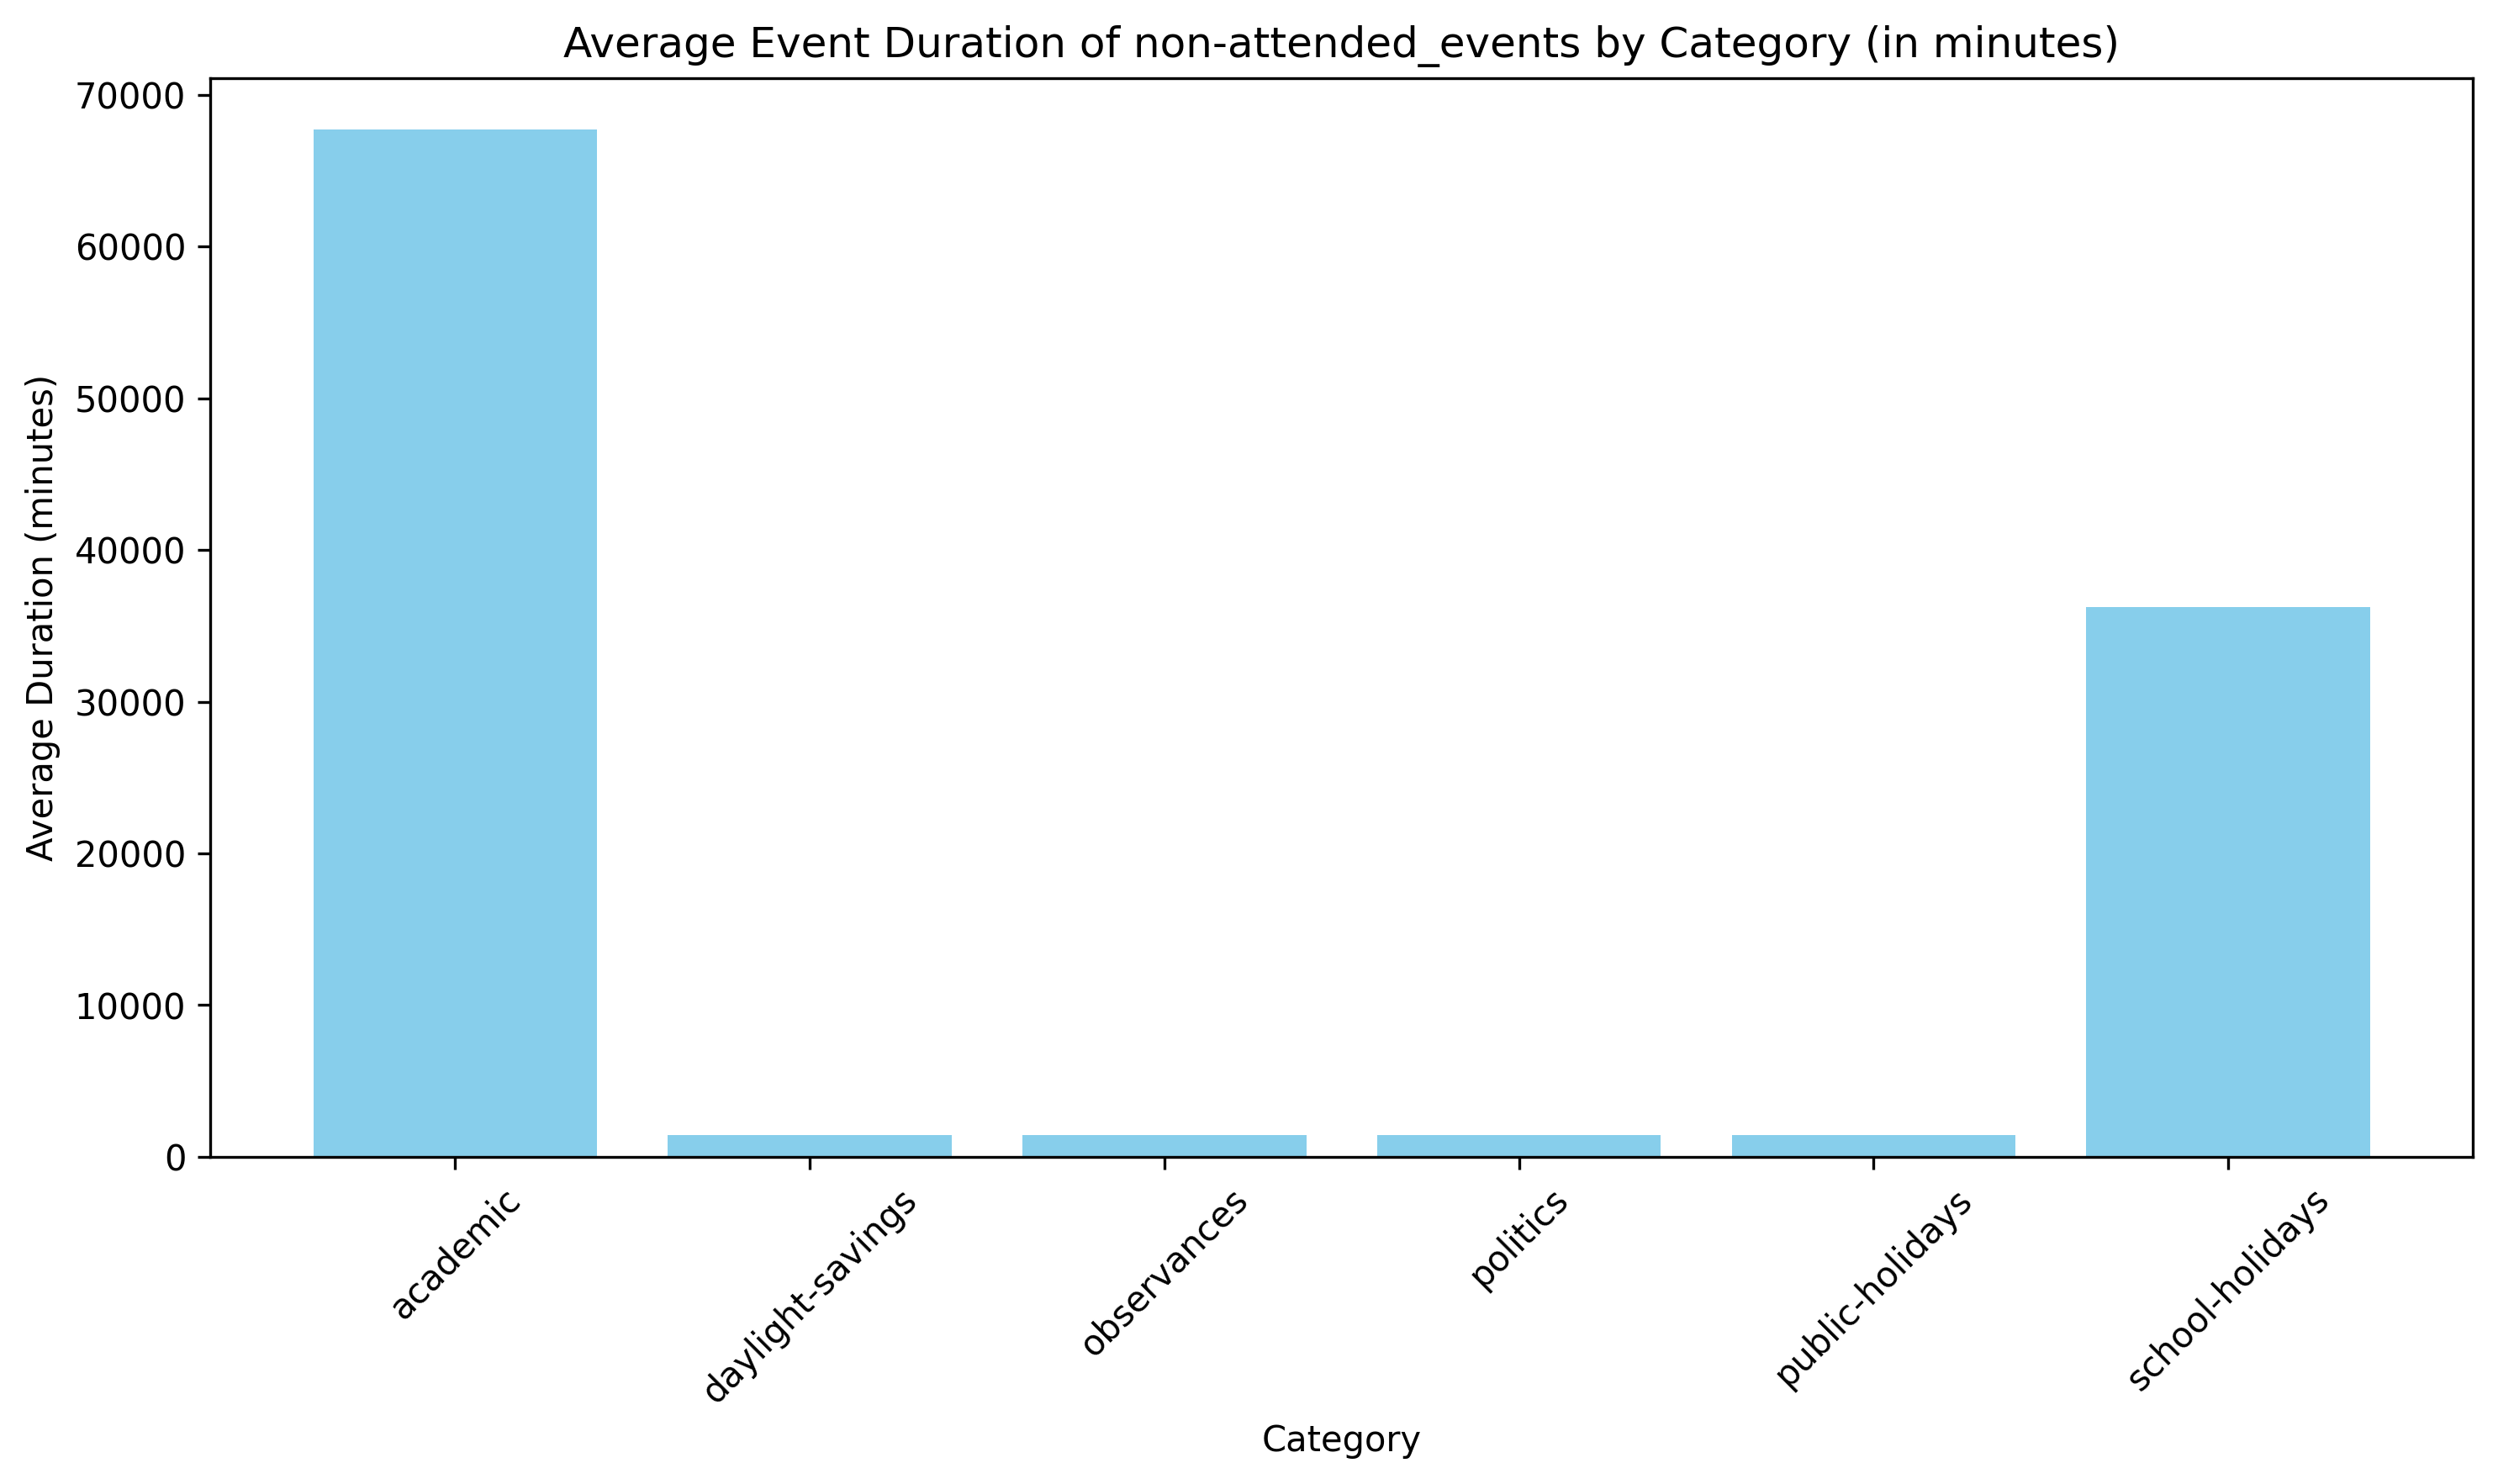 Average Event Duration of non-attended_events by Category (in minutes)
Average Duration (minutes)
70000
60000
50000
40000
30000
20000
10000
0
academic
daylight-savings
observances
politics
public-holidays
school-holidays
Category